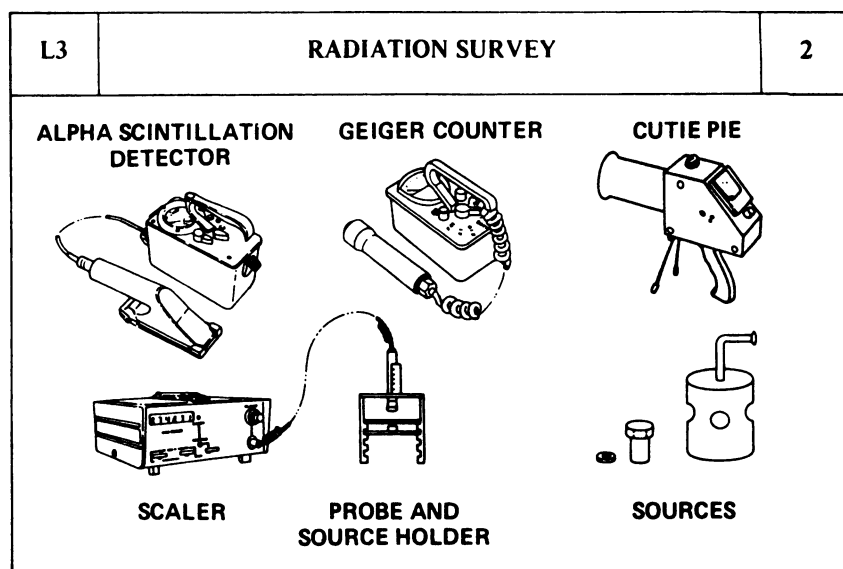 L3
RADIATION SURVEY
2
ALPHA SCINTILLATION
DETECTOR
GEIGER COUNTER
CUTIE PIE
SCALER
PROBE AND
SOURCE HOLDER
SOURCES